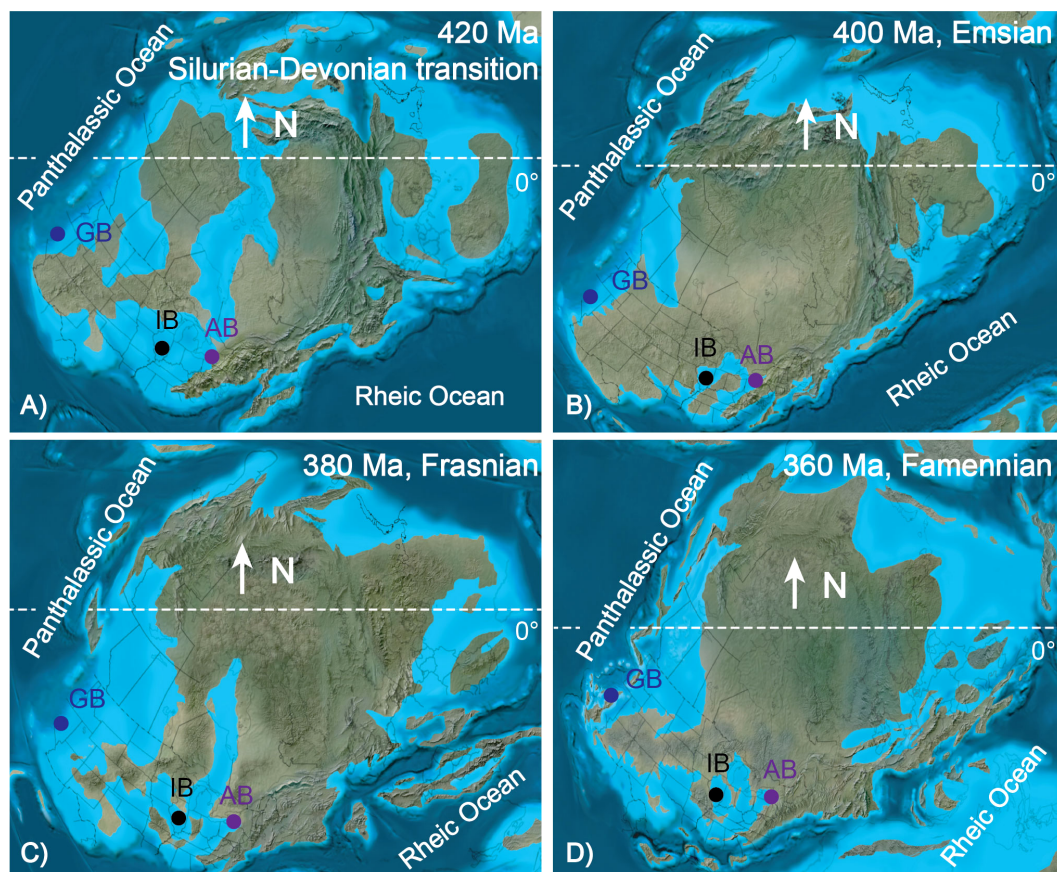 420 Ma
Silurian-Devonian transition
Panthalassic Ocean
N
0°
GB
IB
AB
Rheic Ocean
A)
400 Ma, Emsian
Panthalassic Ocean
N
0°
GB
IB
AB
Rheic Ocean
B)
380 Ma, Frasnian
Panthalassic Ocean
N
0°
GB
IB
AB
Rheic Ocean
C)
360 Ma, Famennian
Panthalassic Ocean
N
0°
GB
IB
AB
Rheic Ocean
D)